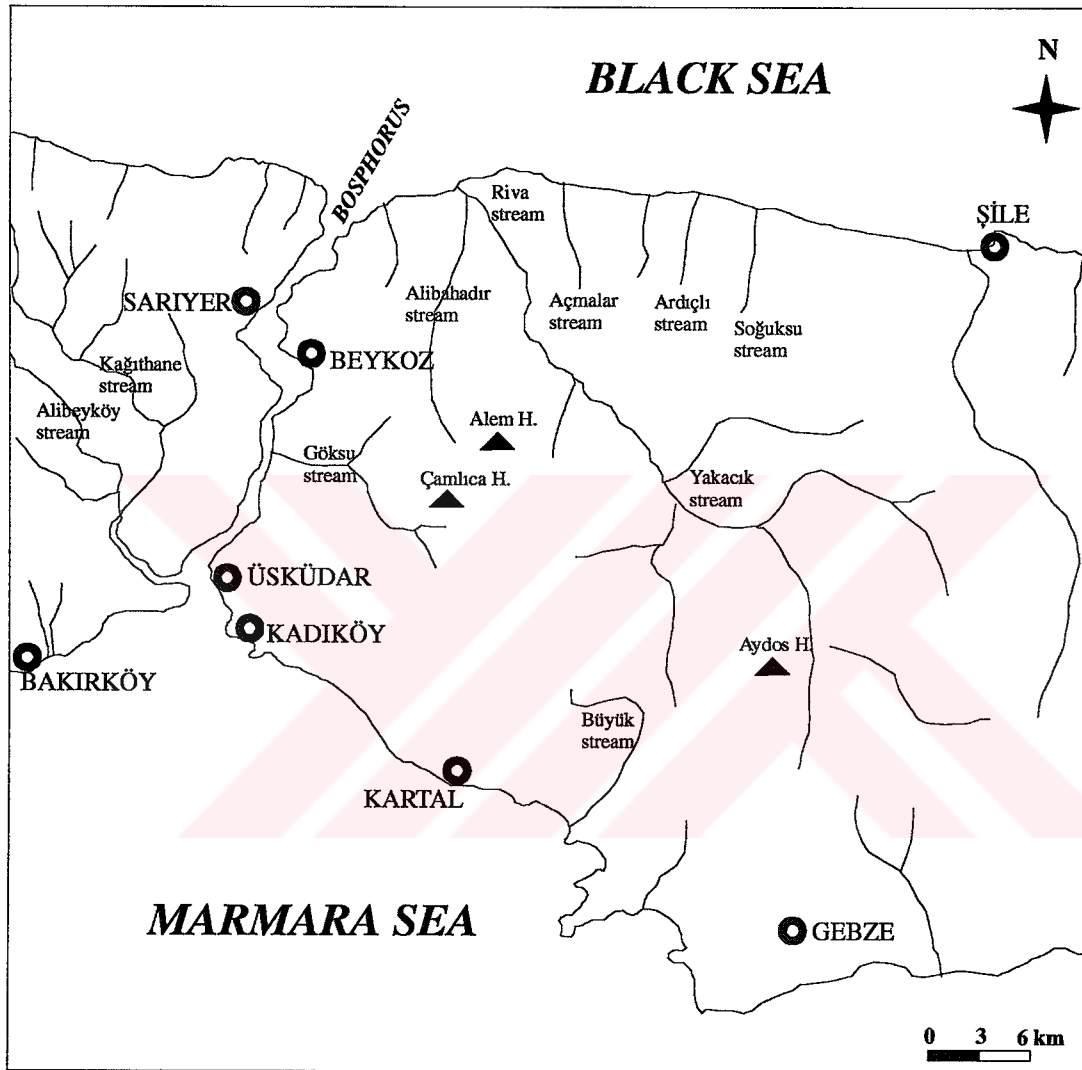 BLACK SEA
N
BOSPHORUS
Riva
stream
ŞİLE
SARIYER
Alibahadır
stream
Açmalar
stream
Ardıçlı
stream
Soğuksu
stream
BEYKOZ
Kağıthane
stream
Alibeyköy
stream
Alem H.
Göksu
stream
Çamlıca H.
Yakacık
stream
ÜSKÜDAR
KADIKÖY
Aydos H.
BAKIRKÖY
Büyük
stream
KARTAL
MARMARA SEA
GEBZE
0 3 6 km